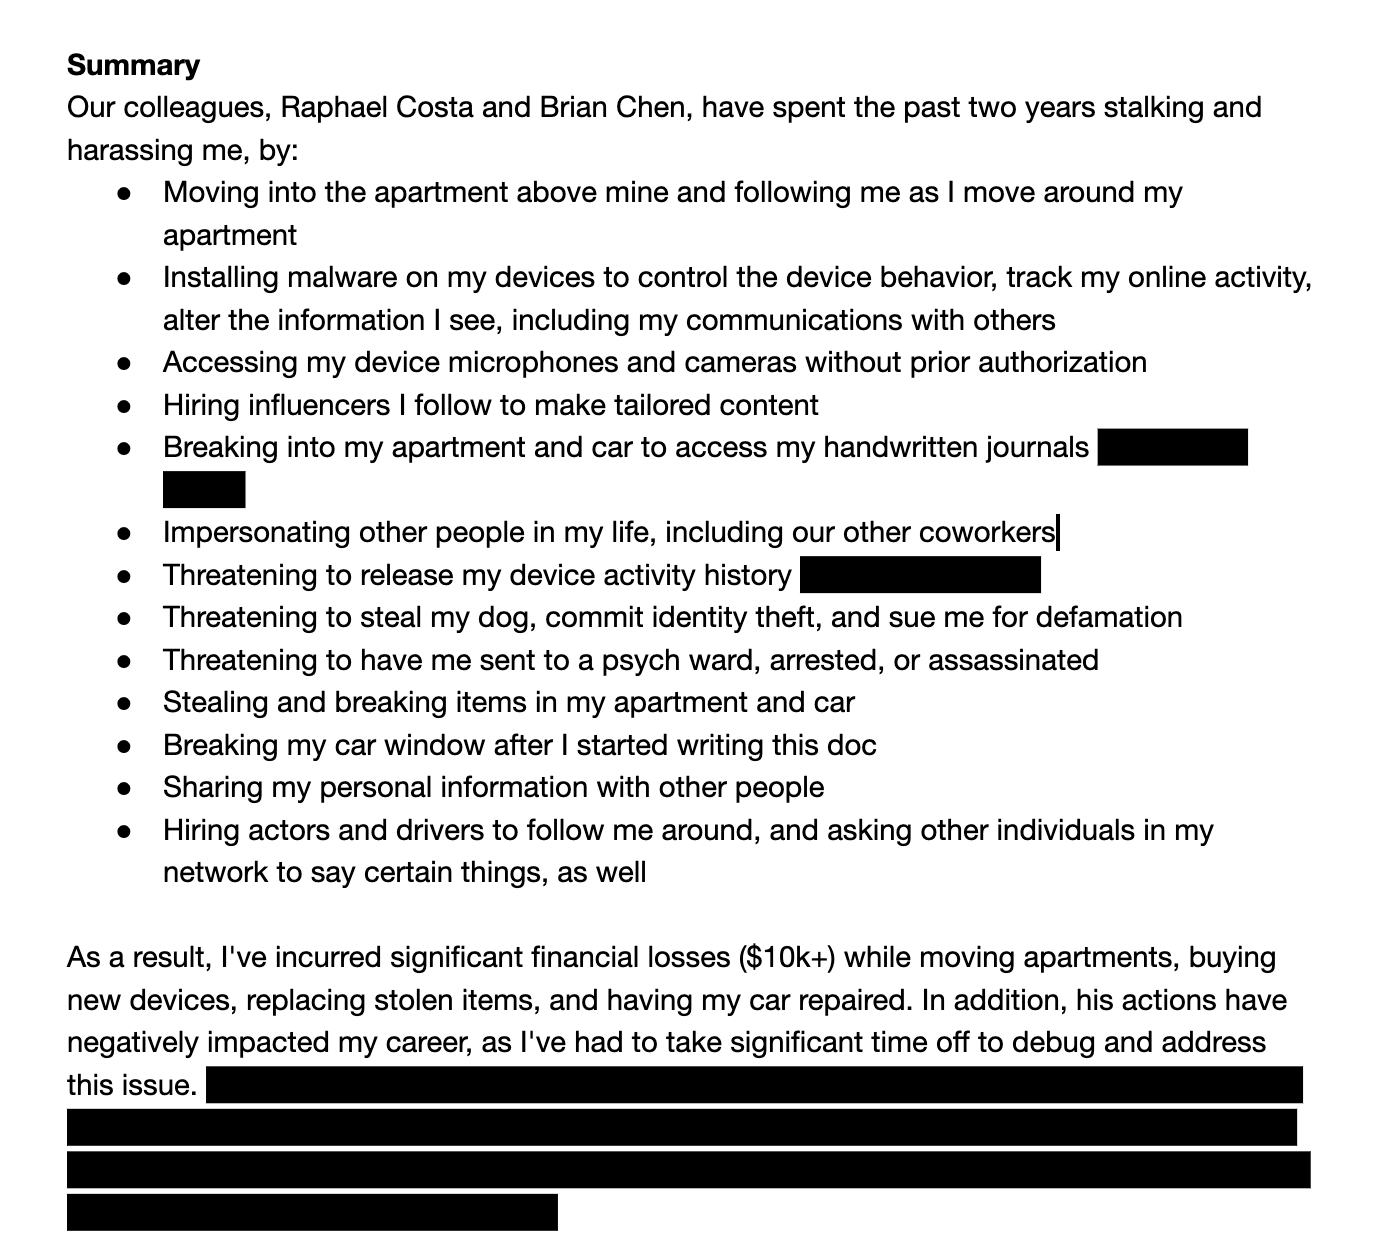 Summary
Our colleagues, Raphael Costa and Brian Chen, have spent the past two years stalking and
harassing me, by:
● Moving into the apartment above mine and following me as I move around my
apartment
● Installing malware on my devices to control the device behavior, track my online activity,
alter the information I see, including my communications with others
● Accessing my device microphones and cameras without prior authorization
● Hiring influencers I follow to make tailored content
● Breaking into my apartment and car to access my handwritten journals
● Impersonating other people in my life, including our other coworkers
● Threatening to release my device activity history
● Threatening to steal my dog, commit identity theft, and sue me for defamation
● Threatening to have me sent to a psych ward, arrested, or assassinated
● Stealing and breaking items in my apartment and car
● Breaking my car window after I started writing this doc
● Sharing my personal information with other people
● Hiring actors and drivers to follow me around, and asking other individuals in my
network to say certain things, as well
As a result, I've incurred significant financial losses ($10k+) while moving apartments, buying
new devices, replacing stolen items, and having my car repaired. In addition, his actions have
negatively impacted my career, as I've had to take significant time off to debug and address
this issue.